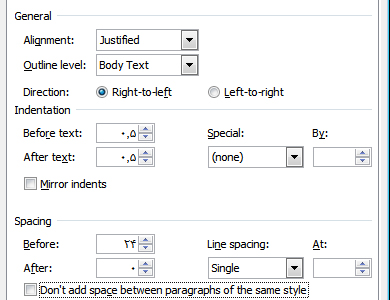 General
Alignment: Justified
Outline level: Body Text
Direction: Right-to-left Left-to-right
Indentation
Before text: ۰,۵ Special: By:
After text: ۰,۵ (none)
Mirror indents
Spacing
Before: ۲۴ Line spacing: At:
After: ۰ Single
Don't add space between paragraphs of the same style